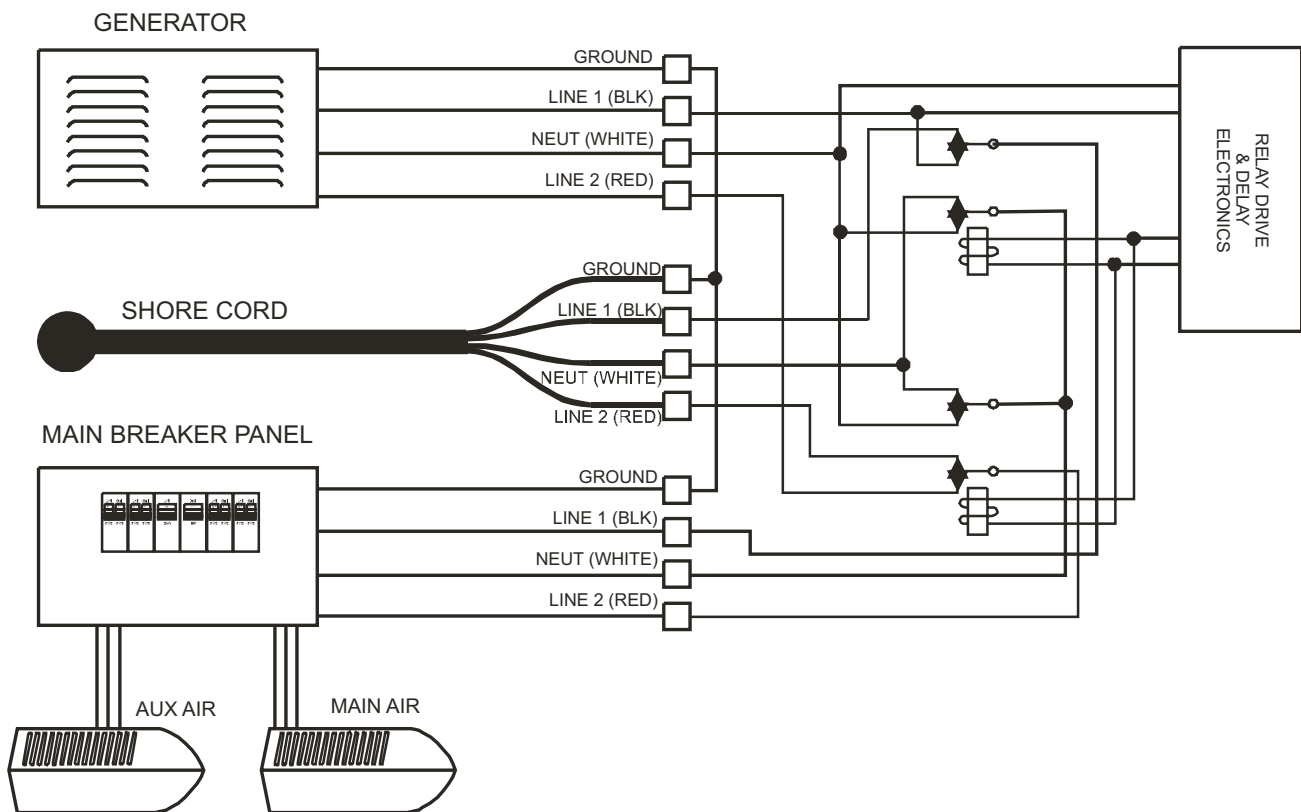 GENERATOR
GROUND
LINE 1 (BLK)
NEUT (WHITE)
LINE 2 (RED)
RELAY DRIVE
& DELAY
ELECTRONICS
SHORE CORD
GROUND
LINE 1 (BLK)
NEUT (WHITE)
LINE 2 (RED)
MAIN BREAKER PANEL
GROUND
LINE 1 (BLK)
NEUT (WHITE)
LINE 2 (RED)
AUX AIR
MAIN AIR